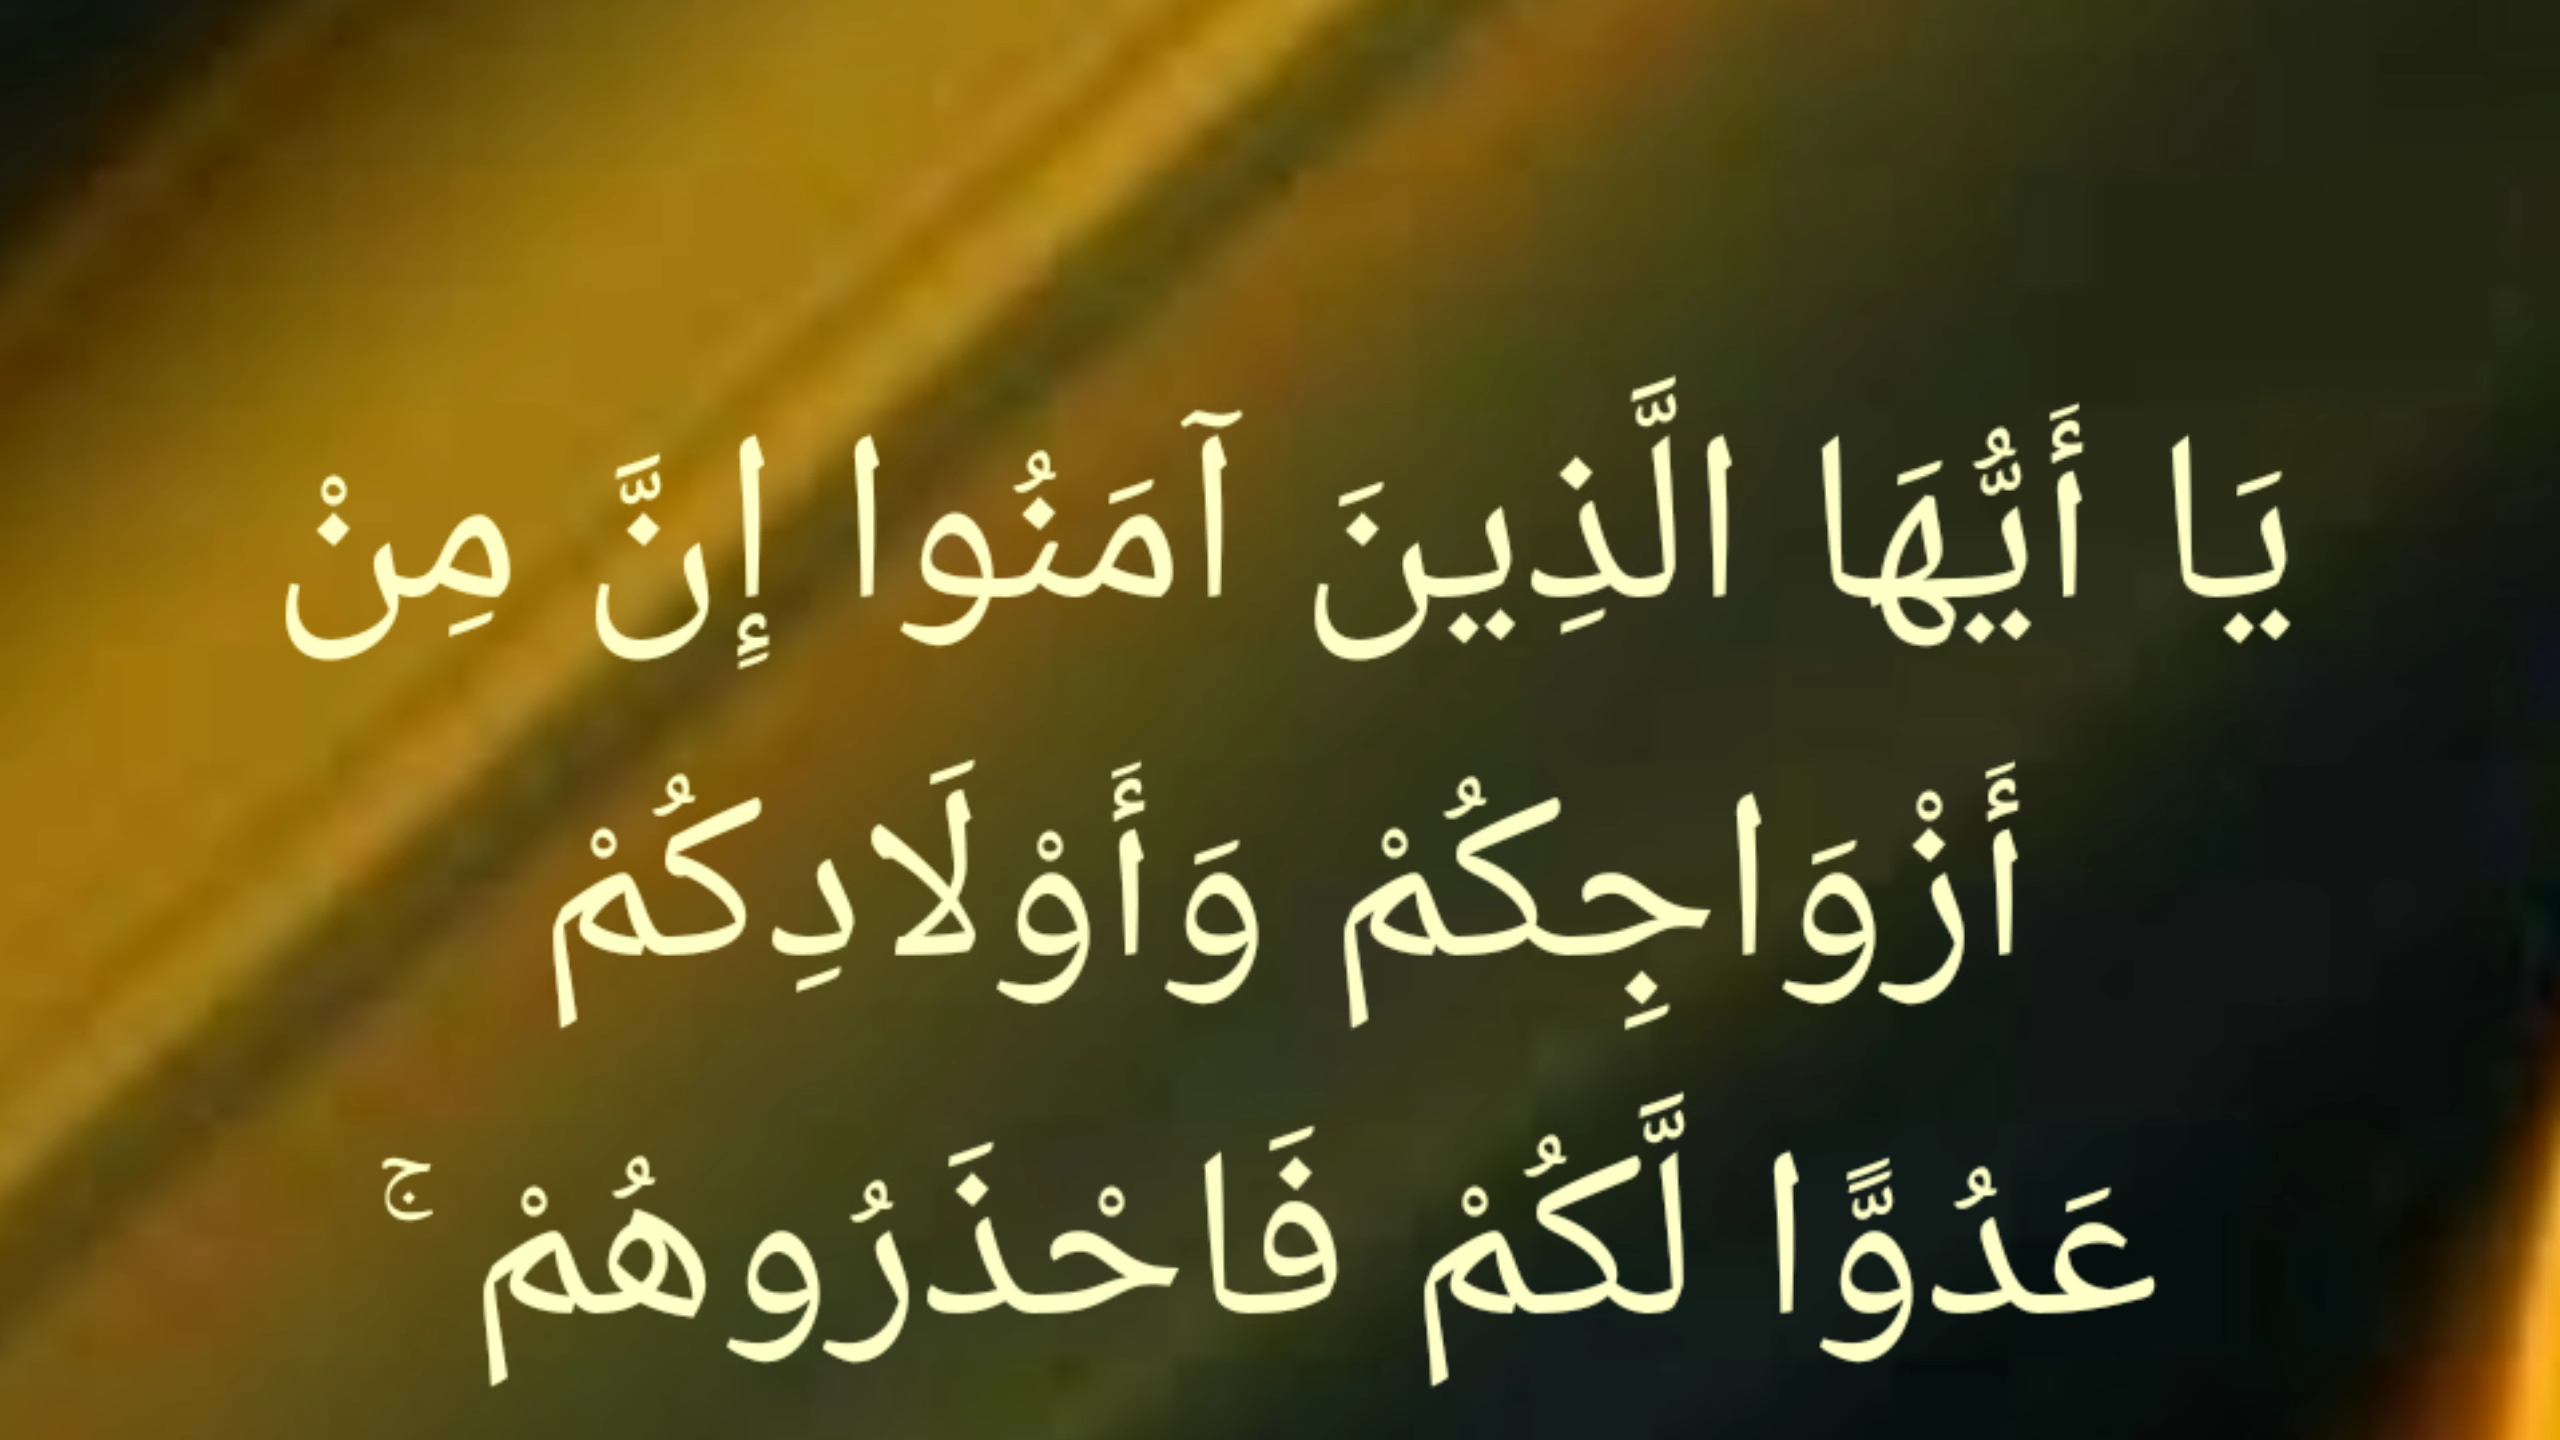 يَا أَيُّهَا الَّذِينَ آمَنُوا إِنَّ مِنْ
أَزْوَاجِكُمْ وَأَوْلَادِكُمْ
عَدُوًّا لَّكُمْ فَاحْذَرُوهُمْ ۚ